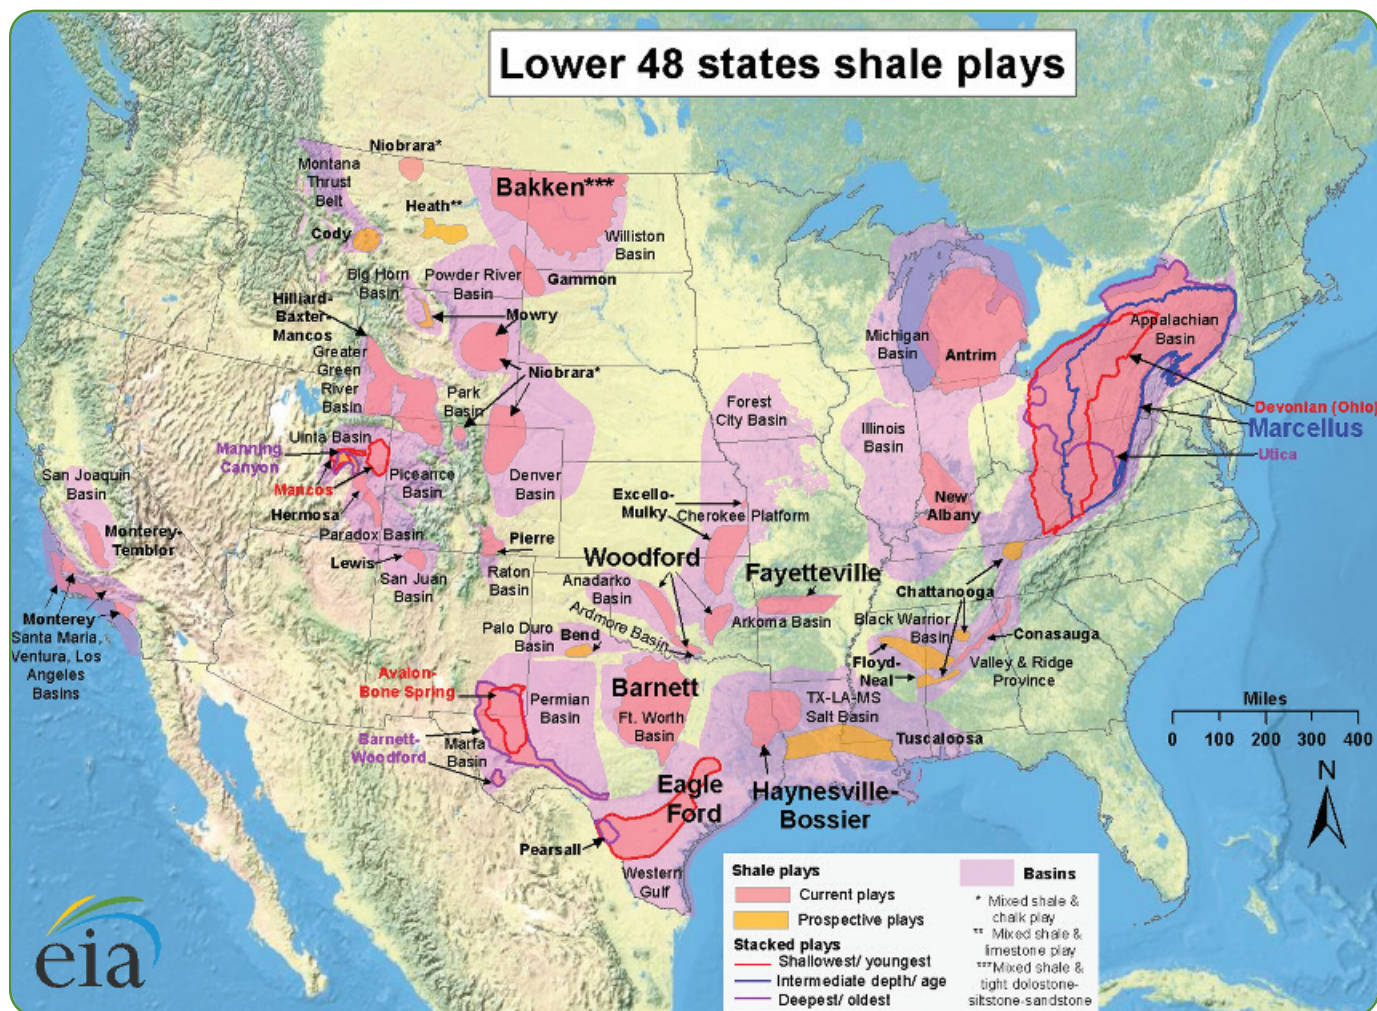 Lower 48 states shale plays
Niobrara*
Montana
Thrust
Belt
Bakken***
Heath**
Cody
Williston
Basin
Big Horn
Basin
Powder River
Basin
Gammon
Hilliard-
Baxter-
Mancos
Mowry
Greater
Green
River
Basin
Niobrara*
Park
Basin
Michigan
Basin
Antrim
Appalachian
Basin
Devonian (Ohio)
Marcellus
Utica
Forest
City Basin
Illinois
Basin
Uinta Basin
Manning
Canyon
Mancos
Piceance
Basin
Denver
Basin
San Joaquin
Basin
Hermosa
Paradox Basin
Monterey-
Temblor
Excello-
Mulky
Cherokee Platform
New
Albany
Pierre
Lewis
San Juan
Basin
Raton
Basin
Woodford
Anadarko
Basin
Fayetteville
Chattanooga
Monterey
Santa Maria,
Ventura, Los
Angeles
Basins
Palo Duro
Basin
Bend
Ardmore Basin
Arkoma Basin
Black Warrior
Basin
Conasauga
Floyd-
Neal
Valley & Ridge
Province
Avalon-
Bone Spring
Permian
Basin
Barnett
Ft. Worth
Basin
TX-LA-MS
Salt Basin
Tuscaloosa
Barnett-
Woodford
Marfa
Basin
Eagle
Ford
Haynesville-
Bossier
Pearsall
Western
Gulf
Miles
0 100 200 300 400
N
Shale plays
Current plays
Prospective plays
Stacked plays
Shallowest/ youngest
Intermediate depth/ age
Deepest/ oldest
Basins
* Mixed shale &
chalk play
** Mixed shale &
limestone play
***Mixed shale &
tight dolostone-
siltstone-sandstone
eia